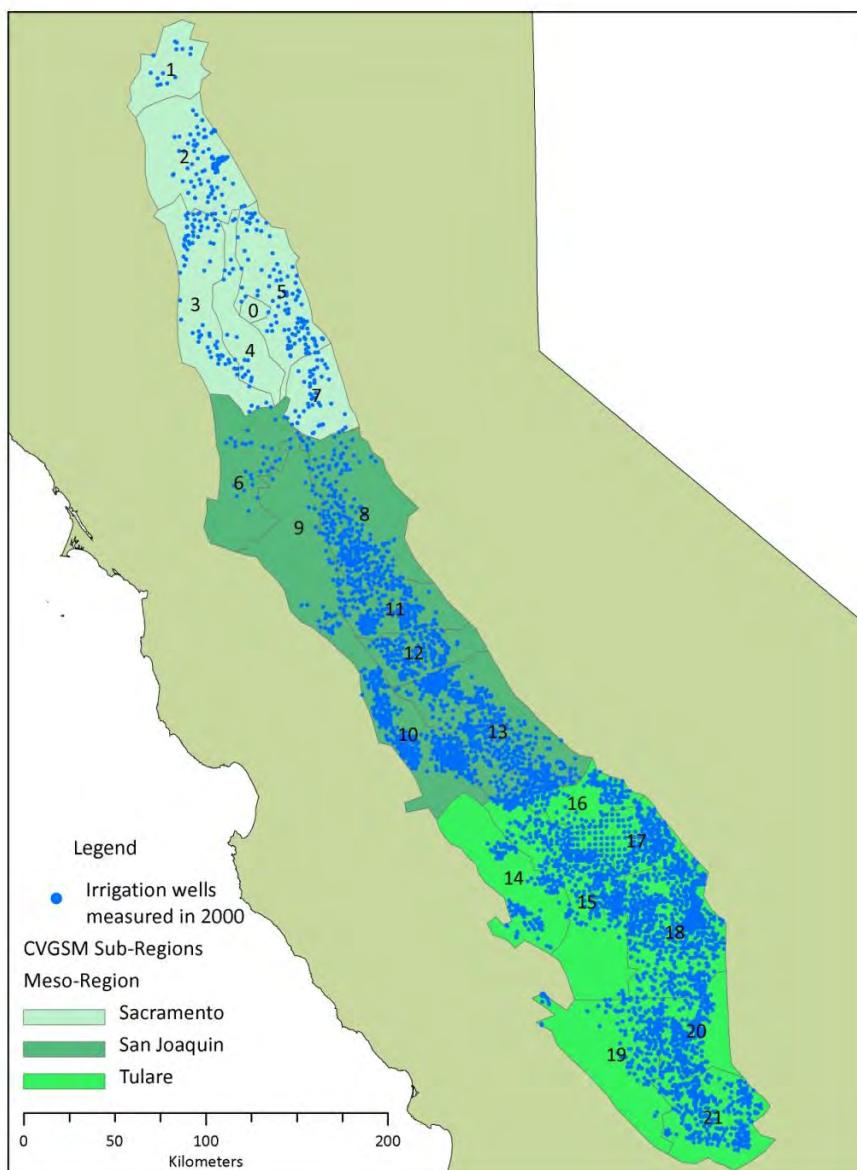 1
2
3
5
0
4
7
6
9
8
11
12
10
13
16
17
14
15
18
20
19
21
Legend
Irrigation wells
measured in 2000
CVGSM Sub-Regions
Meso-Region
Sacramento
San Joaquin
Tulare
0 50 100 200
Kilometers